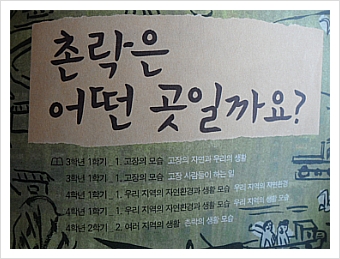 촌락은
어떤 곳일까요?
3학년 1학기_ 1. 고장의 모습 고장의 자연과 우리의 생활
3학년 1학기_ 1. 고장의 모습 고장 사람들이 하는 일
4학년 1학기_ 1. 우리 지역의 자연환경과 생활 모습 우리 지역의 자연환경
4학년 1학기_ 1. 우리 지역의 자연환경과 생활 모습 우리 지역의 생활 모습
4학년 2학기_ 2. 여러 지역의 생활 촌락의 생활 모습